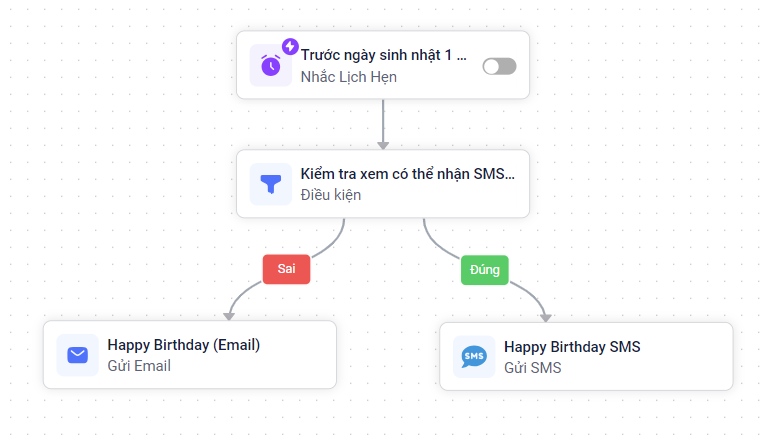 Trước ngày sinh nhật 1 ...
Nhắc Lịch Hẹn
Kiểm tra xem có thể nhận SMS...
Điều kiện
Sai
Đúng
Happy Birthday (Email)
Gửi Email
SMS
Happy Birthday SMS
Gửi SMS